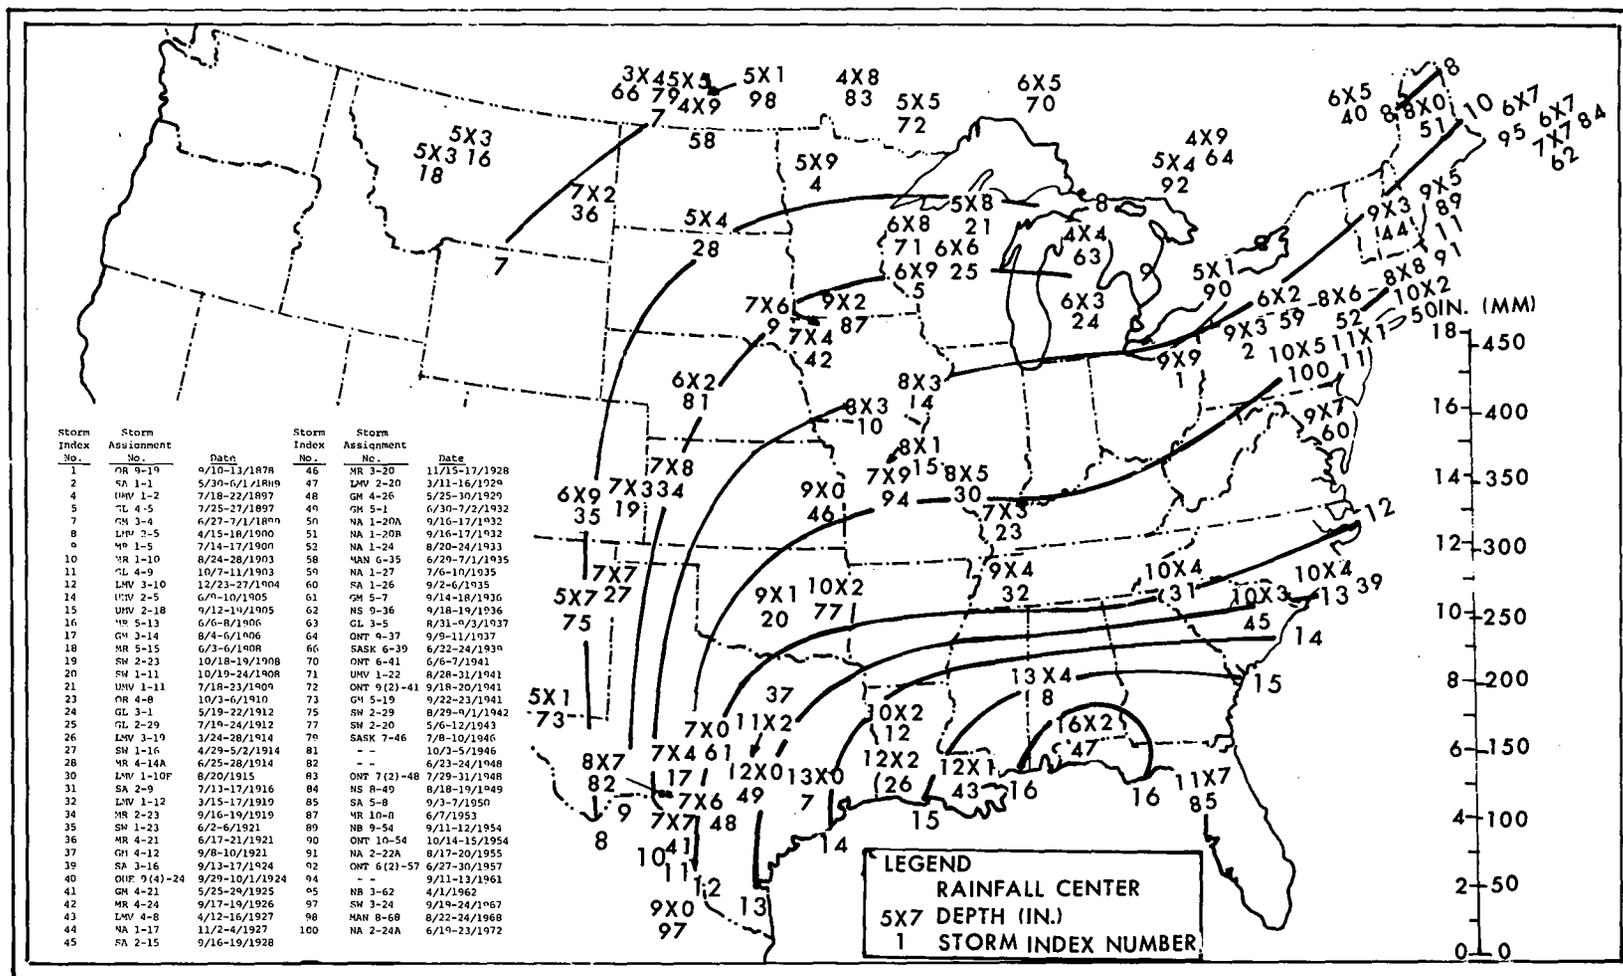 3X4 5X5 5X1 4X8 6X5
66 79 98 83 70
4X9 5X5
58 72
7
5X3
5X3 16
18
7X2
36
7
5X9
4
5X4
28
5X8
21
6X8
71
6X6
25
6X9
5
8
4X4
63
9
6X3
24
4X9
5X4 64
92
6X5
40
8
8
8X0
51
10
6X7
95
6X7
84
7X7
62
9X5
89
9X3
44
11
91
8X8
10X2
50
8X6
52
6X2
59
5X1
90
9X3
2
9X9
1
10X5
100
11X1
11
9X7
60
7X6
9
7X4
42
9X2
87
6X2
81
8X3
14
8X3
10
8X1
15
7X9
94
8X5
30
7X3
23
7X8
34
7X3
19
6X9
35
9X0
46
7X7
27
5X7
75
9X1
20
10X2
77
9X4
32
10X4
31
10X3
45
10X4
39
12
13
14
15
5X1
73
37
11X2
7X0
61
7X4
17
8X7
82
8
9
7X6
48
7X7
41
10
11
12
13
9X0
97
12X0
49
13X0
7
14
10X2
12
12X2
26
15
13X4
8
12X1
43
16
16X2
47
16
11X7
85
IN. (MM)
18 450
16 400
14 350
12 300
10 250
8 200
6 150
4 100
2 50
0 0
Storm Storm Storm Storm
Index Assignment Index Assignment
No. No. Date No. No. Date
1 OR 9-19 9/10-13/1878 46 MR 3-20 11/15-17/1928
2 SA 1-1 5/30-6/1/1889 47 LMV 2-20 3/11-16/1929
4 UMV 1-2 7/18-22/1897 48 GM 4-26 5/25-30/1929
5 GL 4-5 7/25-27/1897 49 GM 5-1 6/30-7/2/1932
7 GM 3-4 6/27-7/1/1899 50 NA 1-20A 9/16-17/1932
8 LMV 2-5 4/15-18/1900 51 NA 1-20B 9/16-17/1932
9 MR 1-5 7/14-17/1900 52 NA 1-24 8/20-24/1933
10 MR 1-10 8/24-28/1903 58 MAN 6-35 6/29-7/1/1935
11 GL 4-9 10/7-11/1903 59 NA 1-27 7/6-10/1935
12 LMV 3-10 12/23-27/1904 60 SA 1-26 9/2-6/1935
14 UMV 2-5 6/9-10/1905 61 GM 5-7 9/14-18/1936
15 UMV 2-18 9/12-19/1905 62 NS 9-36 9/18-19/1936
16 MR 5-13 6/6-8/1906 63 GL 3-5 8/31-9/3/1937
17 GM 3-14 8/4-6/1906 64 ONT 9-37 9/9-11/1937
18 MR 5-15 6/3-6/1908 66 SASK 6-39 6/22-24/1939
19 SW 2-23 10/18-19/1908 70 ONT 6-41 6/6-7/1941
20 SW 1-11 10/19-24/1908 71 UMV 1-22 8/28-31/1941
21 UMV 1-11 7/18-23/1909 72 ONT 9(2)-41 9/18-20/1941
23 OR 4-8 10/3-6/1910 73 GM 5-19 9/22-23/1941
24 GL 3-1 5/19-22/1912 75 SW 2-29 8/29-9/1/1942
25 GL 2-29 7/19-24/1912 77 SW 2-20 5/6-12/1943
26 LMV 3-19 3/24-28/1914 79 SASK 7-46 7/8-10/1946
27 SW 1-16 4/29-5/2/1914 81 - - 10/3-5/1946
28 MR 4-14A 6/25-28/1914 82 - - 6/23-24/1948
30 LMV 1-10F 8/20/1915 83 ONT 7(2)-48 7/29-31/1948
31 SA 2-9 7/13-17/1916 84 NS 8-49 8/18-19/1949
32 LMV 1-12 3/15-17/1919 85 SA 5-8 9/3-7/1950
34 MR 2-23 9/16-19/1919 87 MR 10-8 6/7/1953
35 SW 1-23 6/2-6/1921 89 NB 9-54 9/11-12/1954
36 MR 4-21 6/17-21/1921 90 ONT 10-54 10/14-15/1954
37 GM 4-12 9/8-10/1921 91 NA 2-22A 8/17-20/1955
39 SA 3-16 9/13-17/1924 92 ONT 6(2)-57 6/27-30/1957
40 QUE 9(4)-24 9/29-10/1/1924 94 - - 9/11-13/1961
41 GM 4-21 5/25-29/1925 95 NB 3-62 4/1/1962
42 MR 4-24 9/17-19/1926 97 SW 3-24 9/19-24/1967
43 LMV 4-8 4/12-16/1927 98 MAN 8-68 8/22-24/1968
44 NA 1-17 11/2-4/1927 100 NA 2-24A 6/19-23/1972
45 SA 2-15 9/16-19/1928
LEGEND
RAINFALL CENTER
5X7 DEPTH (IN.)
1 STORM INDEX NUMBER